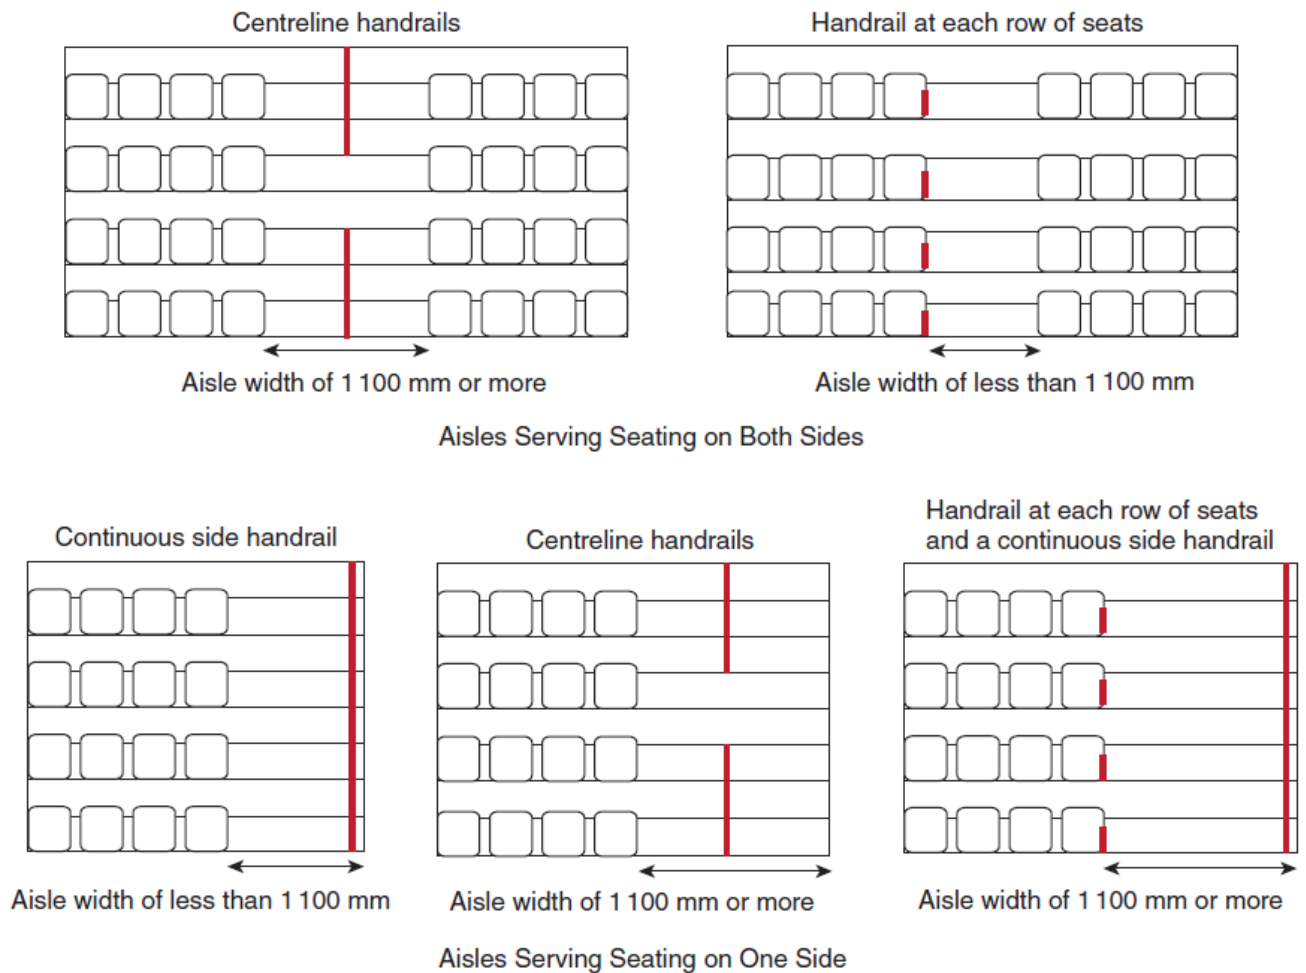 Centreline handrails
Handrail at each row of seats
Aisle width of 1 100 mm or more
Aisle width of less than 1 100 mm
Aisles Serving Seating on Both Sides
Continuous side handrail
Centreline handrails
Handrail at each row of seats
and a continuous side handrail
Aisle width of less than 1 100 mm
Aisle width of 1 100 mm or more
Aisle width of 1 100 mm or more
Aisles Serving Seating on One Side